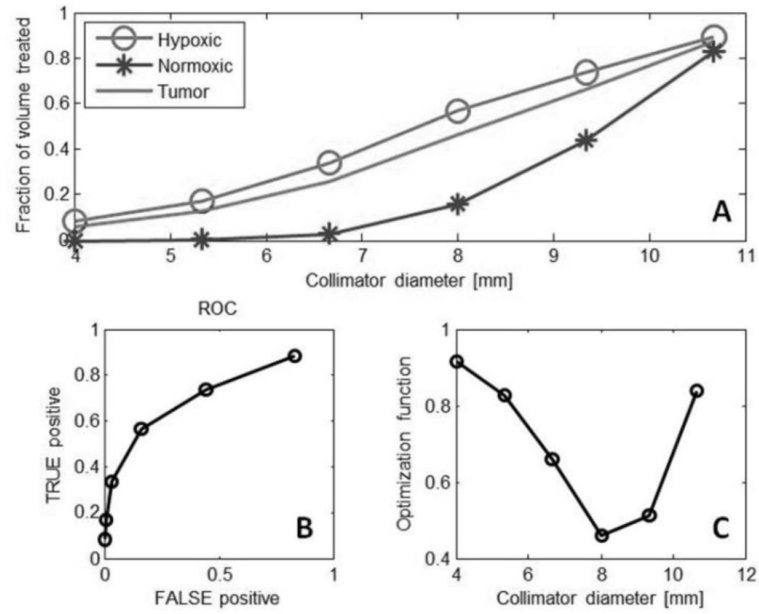 1
0.8
0.6
0.4
0.2
0
Fraction of volume treated
Hypoxic
Normoxic
Tumor
A
4 5 6 7 8 9 10 11
Collimator diameter [mm]
ROC
1
0.8
0.6
0.4
0.2
0
TRUE positive
B
0 0.5 1
FALSE positive
1
0.8
0.6
0.4
Optimization function
C
4 6 8 10 12
Collimator diameter [mm]